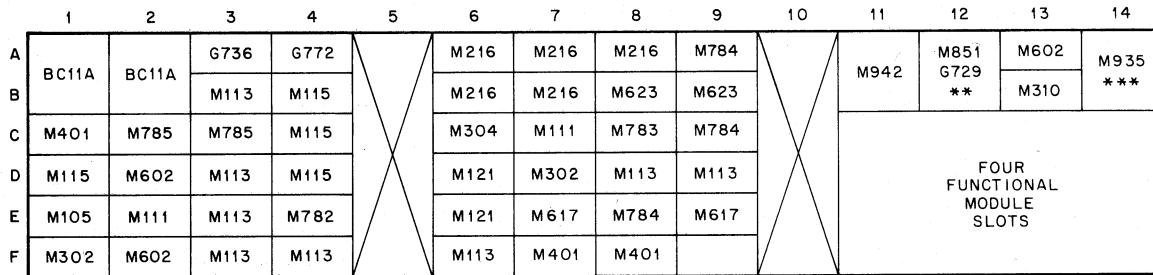 1 2 3 4 5 6 7 8 9 10 11 12 13 14
A BC11A BC11A G736 G772 M216 M216 M216 M784 M942 M851 G729 ** M602 M935 ***
B M113 M115 M216 M216 M623 M623 M310
C M401 M785 M785 M115 M304 M111 M783 M784
D M115 M602 M113 M115 M121 M302 M113 M113
E M105 M111 M113 M782 M121 M617 M784 M617
F M302 M602 M113 M113 M113 M401 M401
FOUR
FUNCTIONAL
MODULE
SLOTS